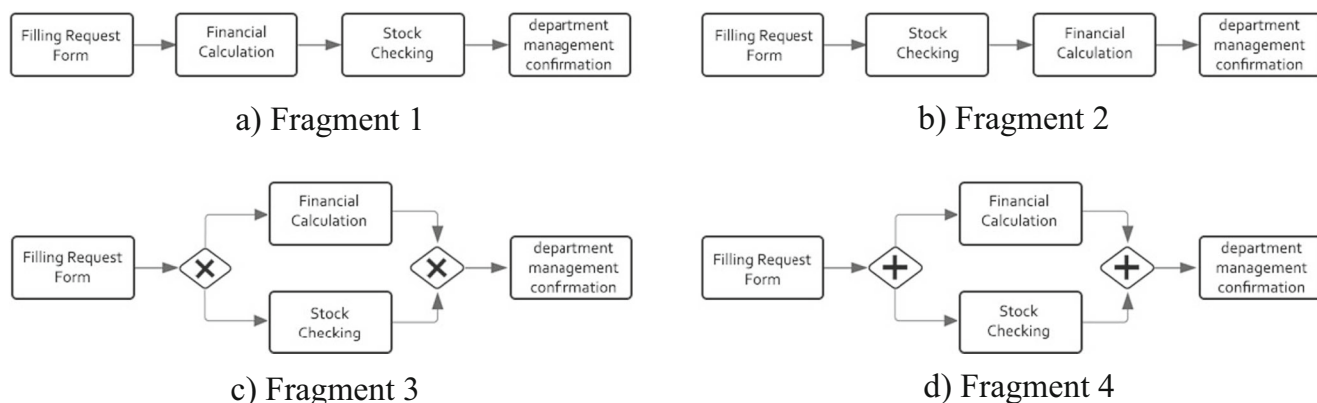 Filling Request
Form
Financial
Calculation
Stock
Checking
department
management
confirmation
a) Fragment 1
Filling Request
Form
Stock
Checking
Financial
Calculation
department
management
confirmation
b) Fragment 2
Filling Request
Form
Financial
Calculation
Stock
Checking
department
management
confirmation
c) Fragment 3
Filling Request
Form
Financial
Calculation
Stock
Checking
department
management
confirmation
d) Fragment 4